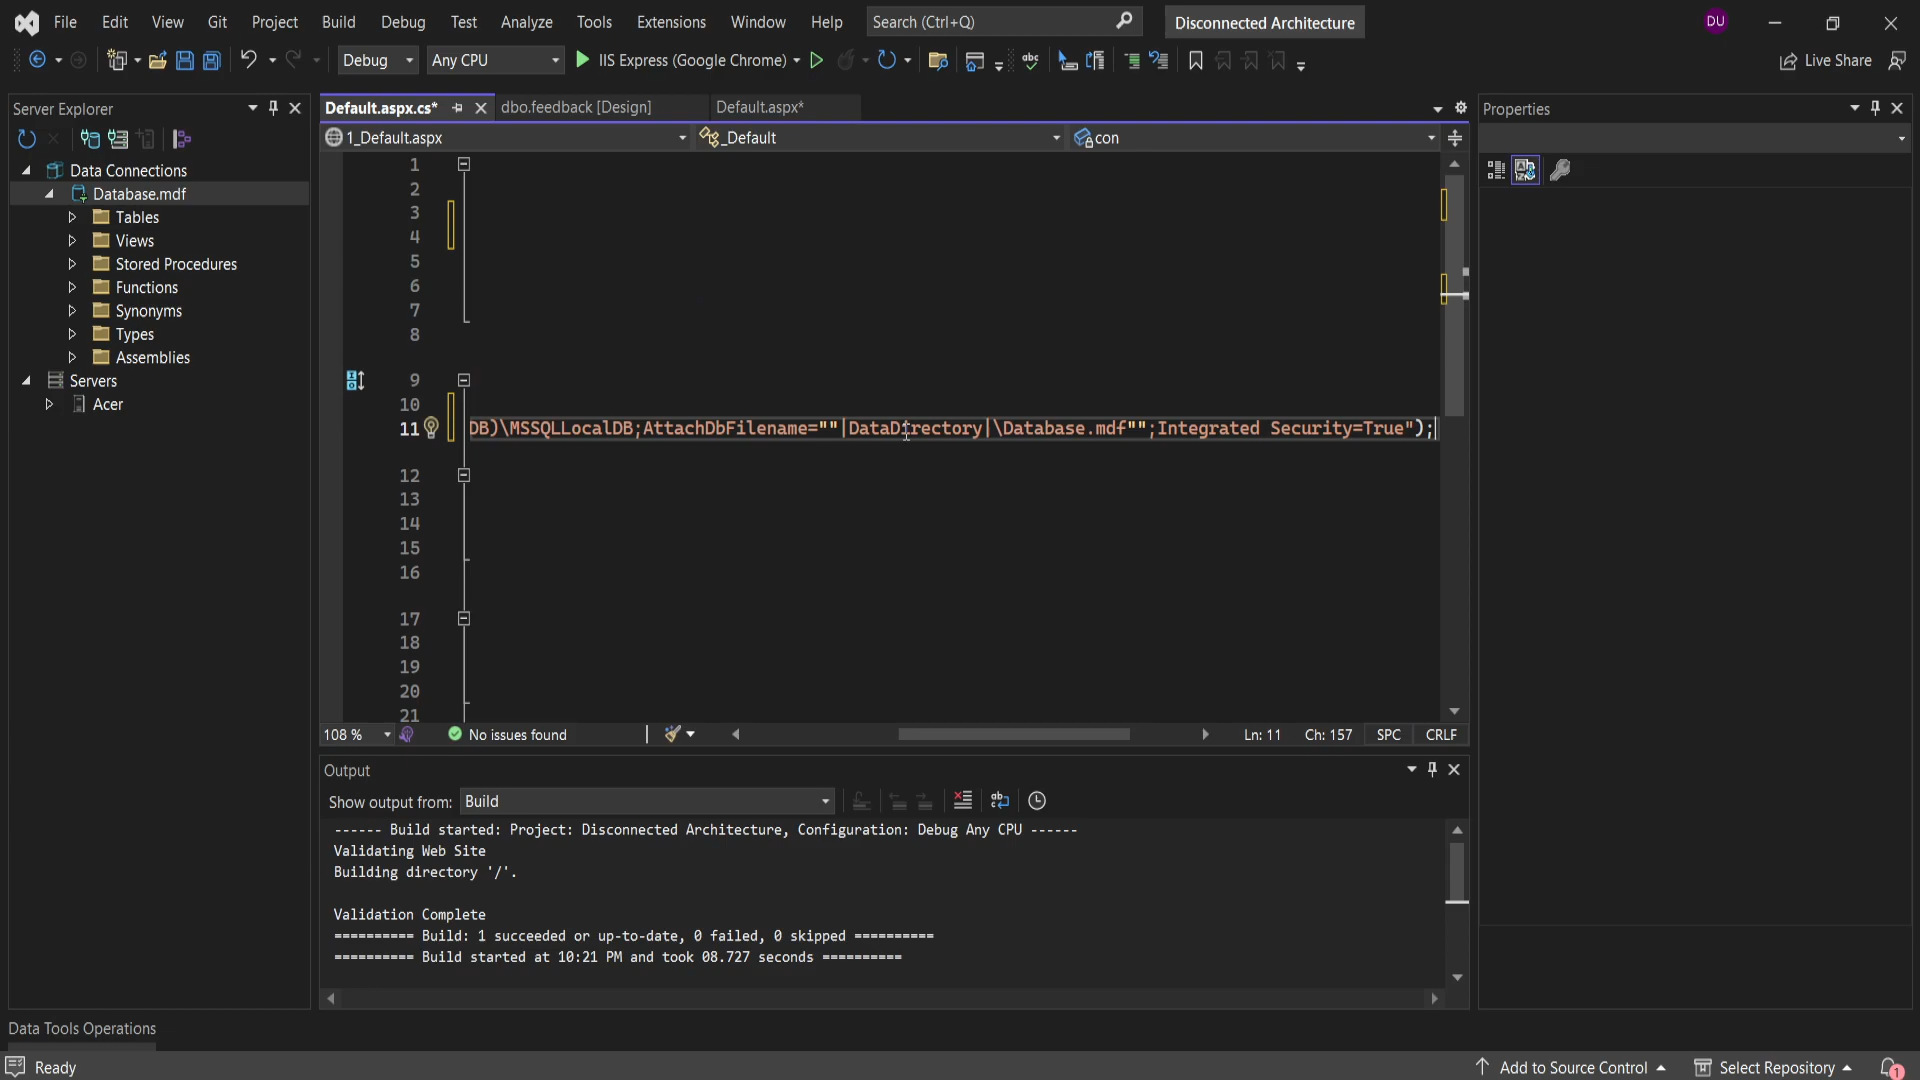 File Edit View Git Project Build Debug Test Analyze Tools Extensions Window Help Search (Ctrl+Q) Disconnected Architecture DU
Debug Any CPU IIS Express (Google Chrome) Live Share
Server Explorer
Data Connections
Database.mdf
Tables
Views
Stored Procedures
Functions
Synonyms
Types
Assemblies
Servers
Acer
Default.aspx.cs* dbo.feedback [Design] Default.aspx*
1_Default.aspx _Default con
1
2
3
4
5
6
7
8
9
10
11 DB)\MSSQLLocalDB;AttachDbFilename=""|DataDirectory|\Database.mdf"";Integrated Security=True");
12
13
14
15
16
17
18
19
20
21
108 % No issues found Ln: 11 Ch: 157 SPC CRLF
Output
Show output from: Build
------ Build started: Project: Disconnected Architecture, Configuration: Debug Any CPU ------
Validating Web Site
Building directory '/'.
Validation Complete
========== Build: 1 succeeded or up-to-date, 0 failed, 0 skipped ==========
========== Build started at 10:21 PM and took 08.727 seconds ==========
Properties
Data Tools Operations
Ready Add to Source Control Select Repository 1